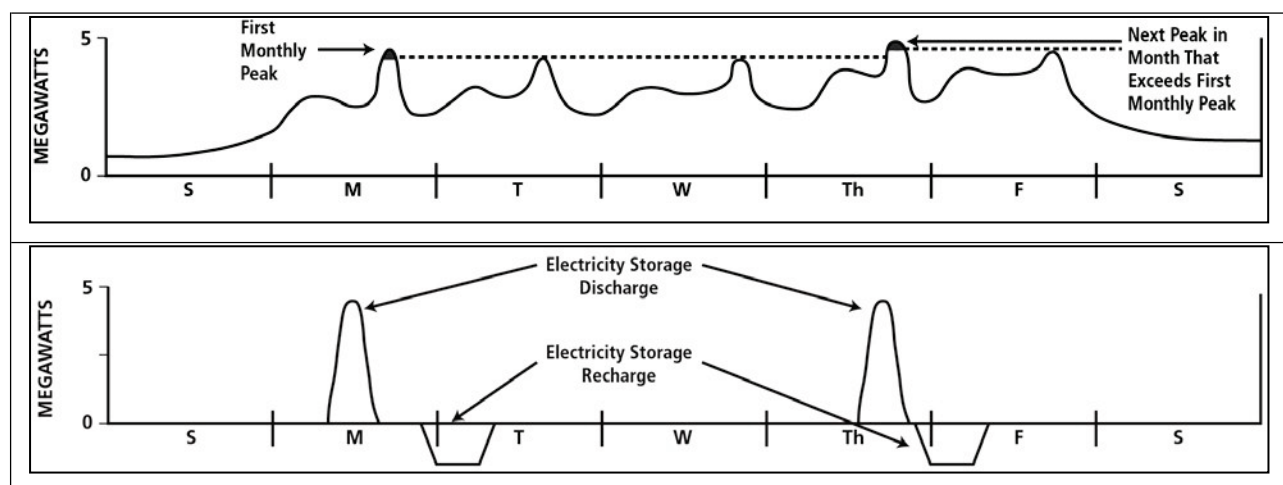 First
Monthly
Peak
Next Peak in
Month That
Exceeds First
Monthly Peak
MEGAWATTS
5
0
S M T W Th F S
Electricity Storage
Discharge
Electricity Storage
Recharge
MEGAWATTS
5
0
S M T W Th F S